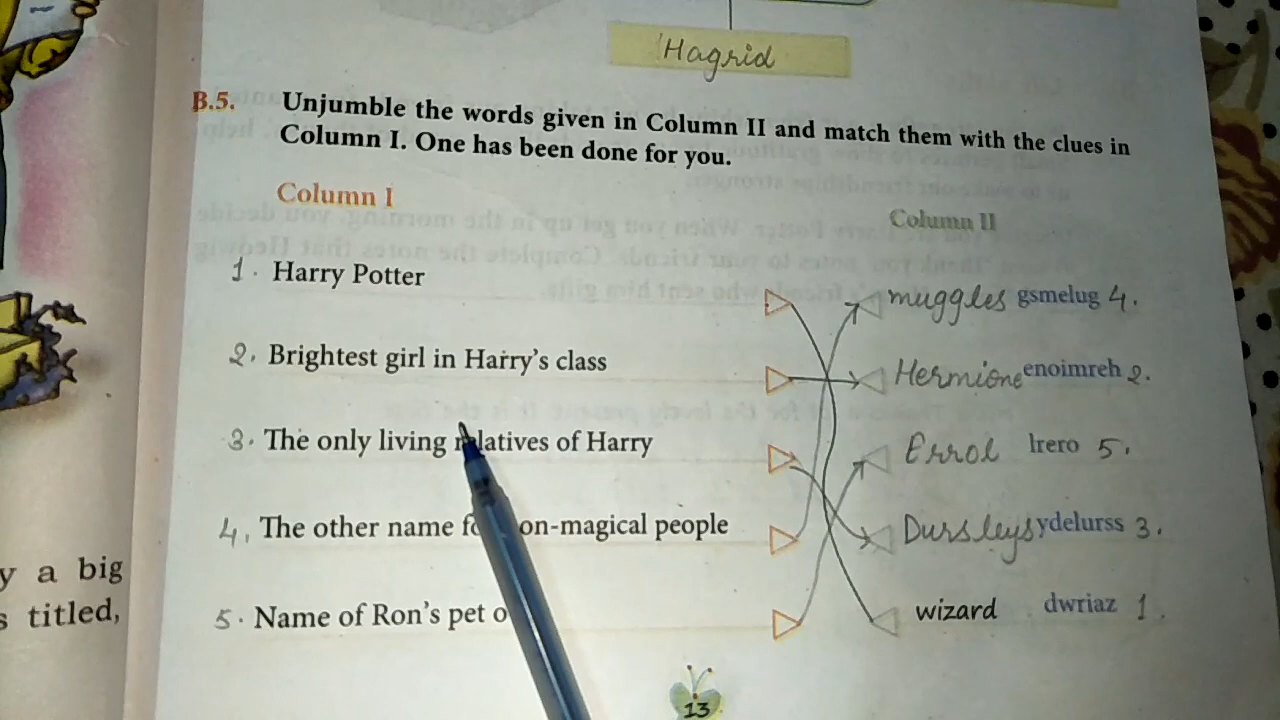 Hagrid
B.5. Unjumble the words given in Column II and match them with the clues in
Column I. One has been done for you.
Column I
Column II
1. Harry Potter
muggles gsmelug 4.
2. Brightest girl in Harry's class
Hermione enoimreh 2.
3. The only living relatives of Harry
Errol lrero 5.
4. The other name on-magical people
Dursleys ydelurss 3.
5. Name of Ron's pet o
wizard dwriaz 1.
y a big
s titled,
13